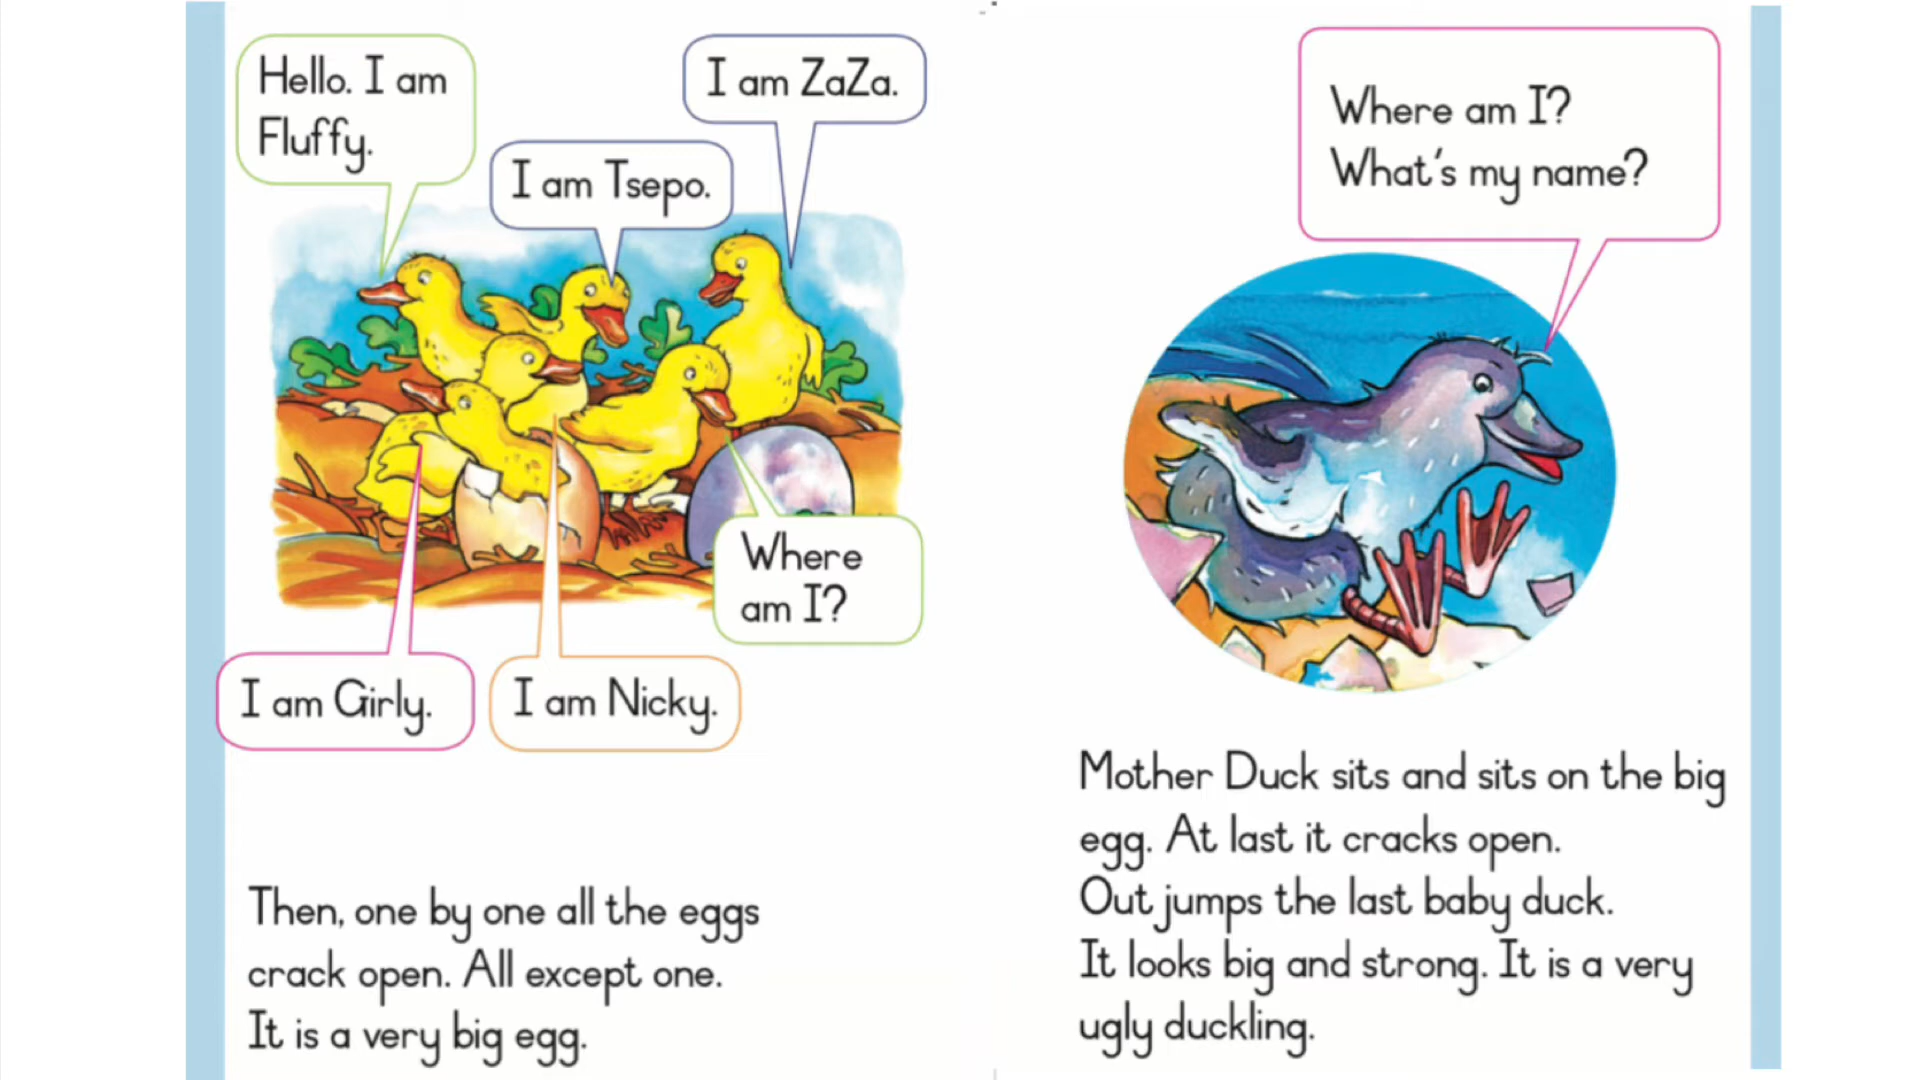 Hello. I am
Fluffy.
I am Tsepo.
I am ZaZa.
Where
am I?
I am Girly.
I am Nicky.
Then, one by one all the eggs
crack open. All except one.
It is a very big egg.
Where am I?
What's my name?
Mother Duck sits and sits on the big
egg. At last it cracks open.
Out jumps the last baby duck.
It looks big and strong. It is a very
ugly duckling.